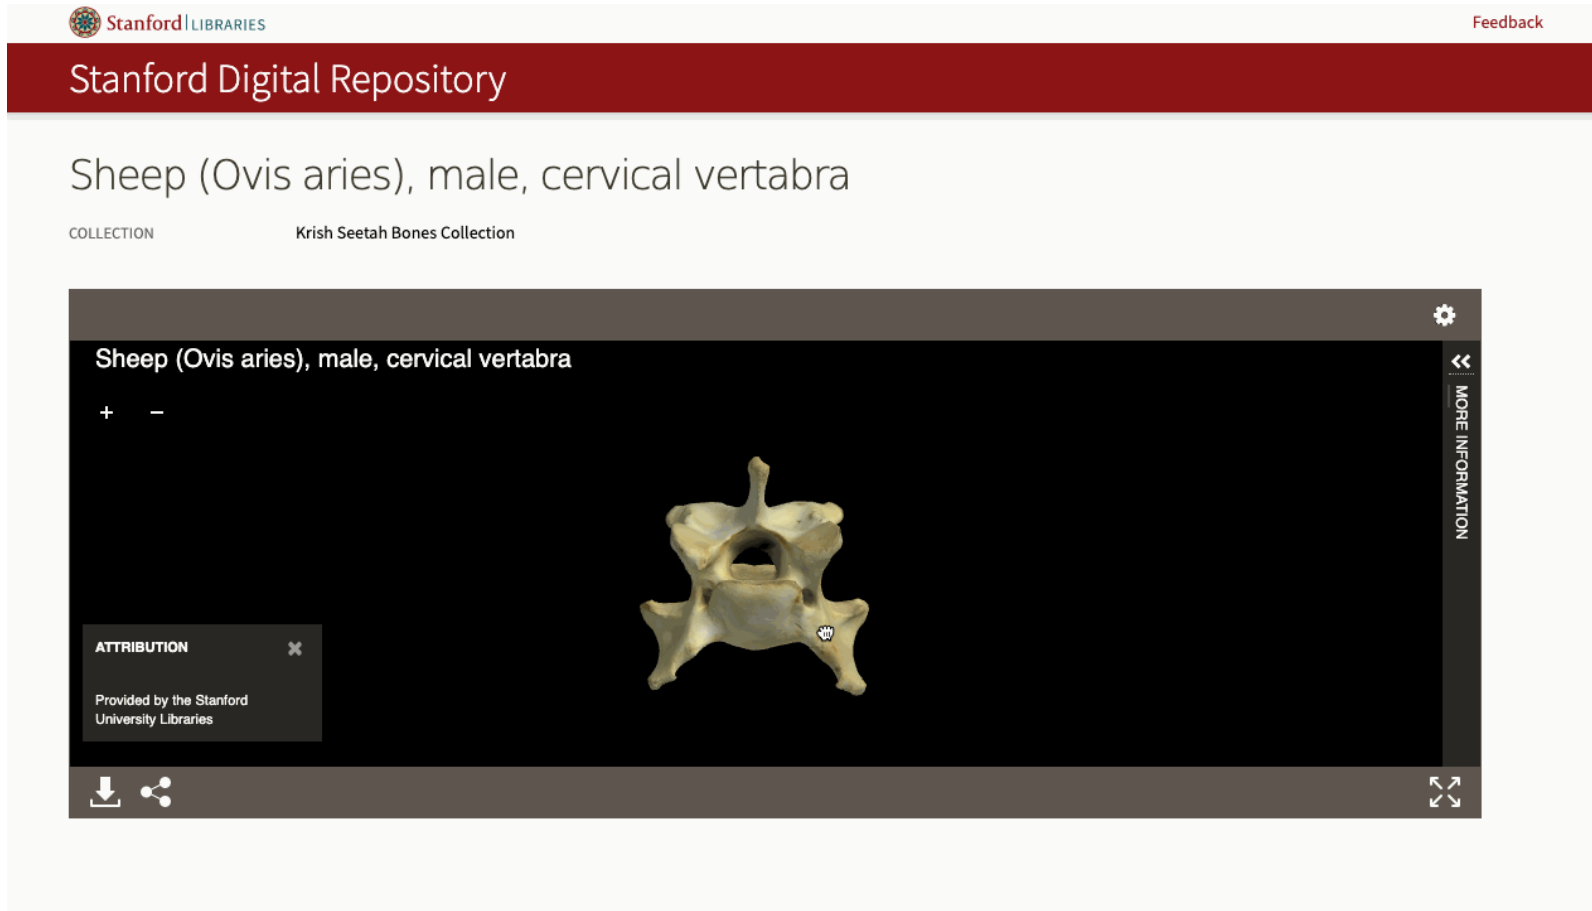 Stanford LIBRARIES
Feedback
Stanford Digital Repository
Sheep (Ovis aries), male, cervical vertabra
COLLECTION Krish Seetah Bones Collection
Sheep (Ovis aries), male, cervical vertabra
+ −
MORE INFORMATION
ATTRIBUTION
Provided by the Stanford
University Libraries